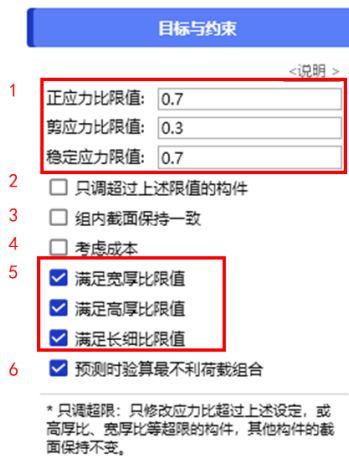 目标与约束
<说明 >
1
正应力比限值: 0.7
剪应力比限值: 0.3
稳定应力限值: 0.7
2 只调超过上述限值的构件
3 组内截面保持一致
4 考虑成本
5 满足宽厚比限值
满足高厚比限值
满足长细比限值
6 预测时验算最不利荷载组合
* 只调超限：只修改应力比超过上述设定，或
高厚比、宽厚比等超限的构件，其他构件的截
面保持不变。